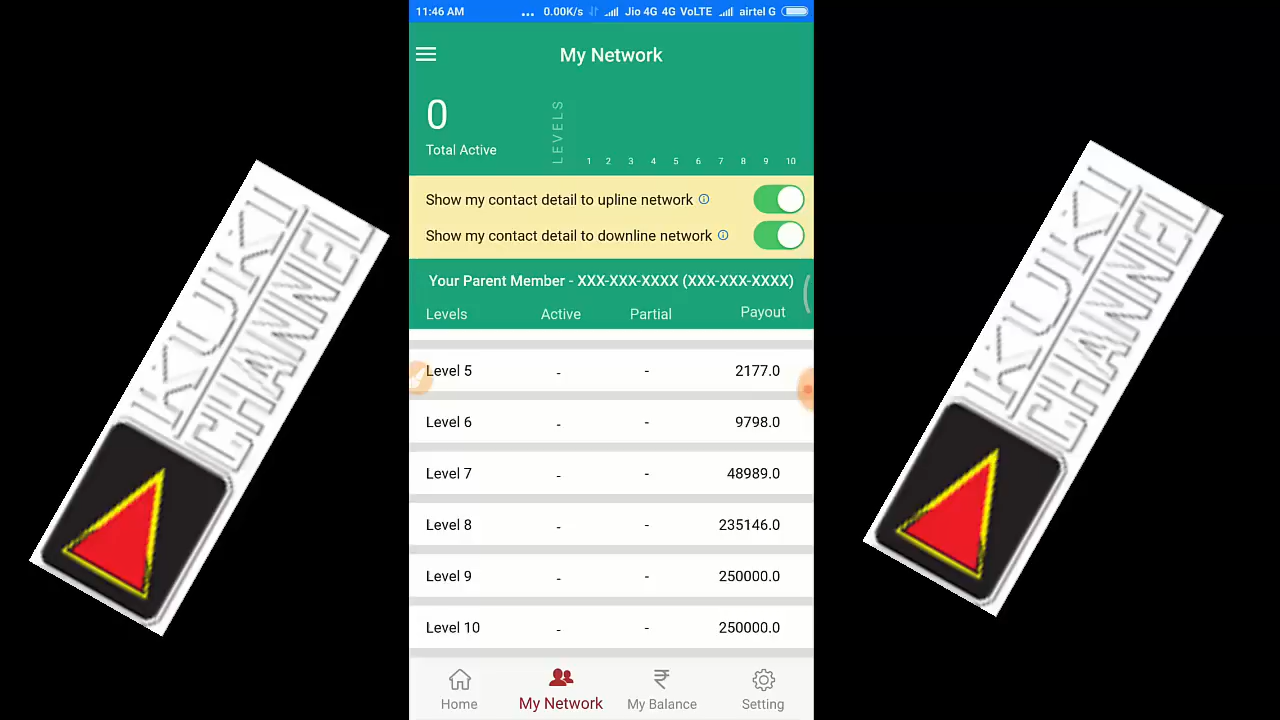 KUKU
CHANNEL
11:46 AM ... 0.00K/s Jio 4G 4G VoLTE airtel G
My Network
0
Total Active
LEVELS
1 2 3 4 5 6 7 8 9 10
Show my contact detail to upline network
Show my contact detail to downline network
Your Parent Member - XXX-XXX-XXXX (XXX-XXX-XXXX)
Levels Active Partial Payout
Level 5 - - 2177.0
Level 6 - - 9798.0
Level 7 - - 48989.0
Level 8 - - 235146.0
Level 9 - - 250000.0
Level 10 - - 250000.0
Home My Network My Balance Setting
KUKU
CHANNEL